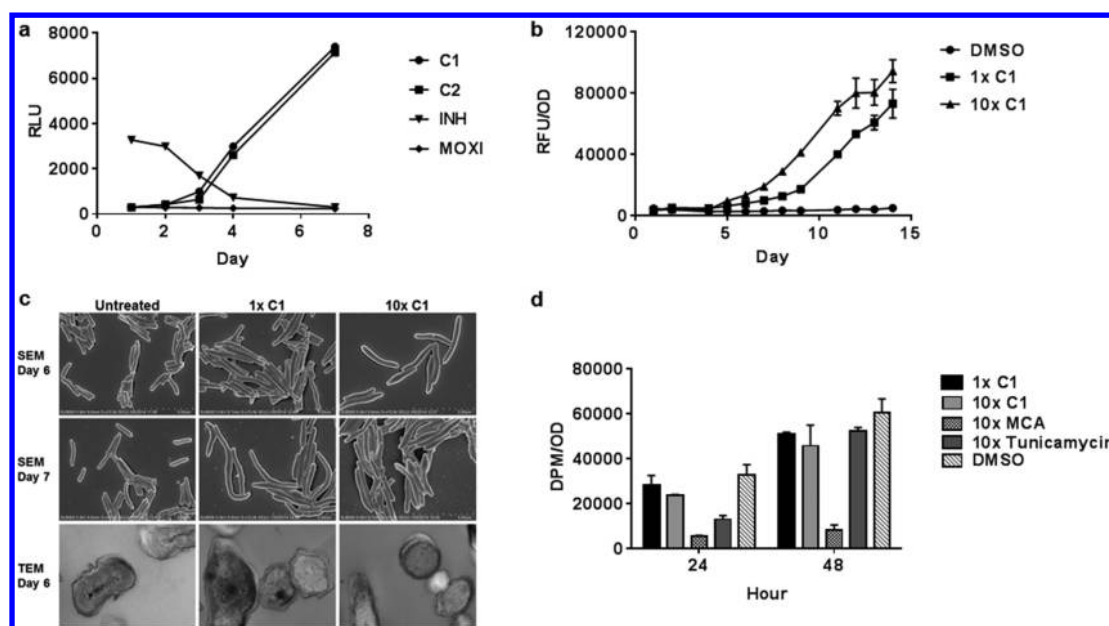 a
8000
6000
4000
2000
0
RLU
0 2 4 6 8
Day
C1
C2
INH
MOXI
b
120000
80000
40000
0
RFU/OD
0 5 10 15
Day
DMSO
1x C1
10x C1
c
Untreated 1x C1 10x C1
SEM
Day 6
SEM
Day 7
TEM
Day 6
d
80000
60000
40000
20000
0
DPM/OD
24 48
Hour
1x C1
10x C1
10x MCA
10x Tunicamycin
DMSO